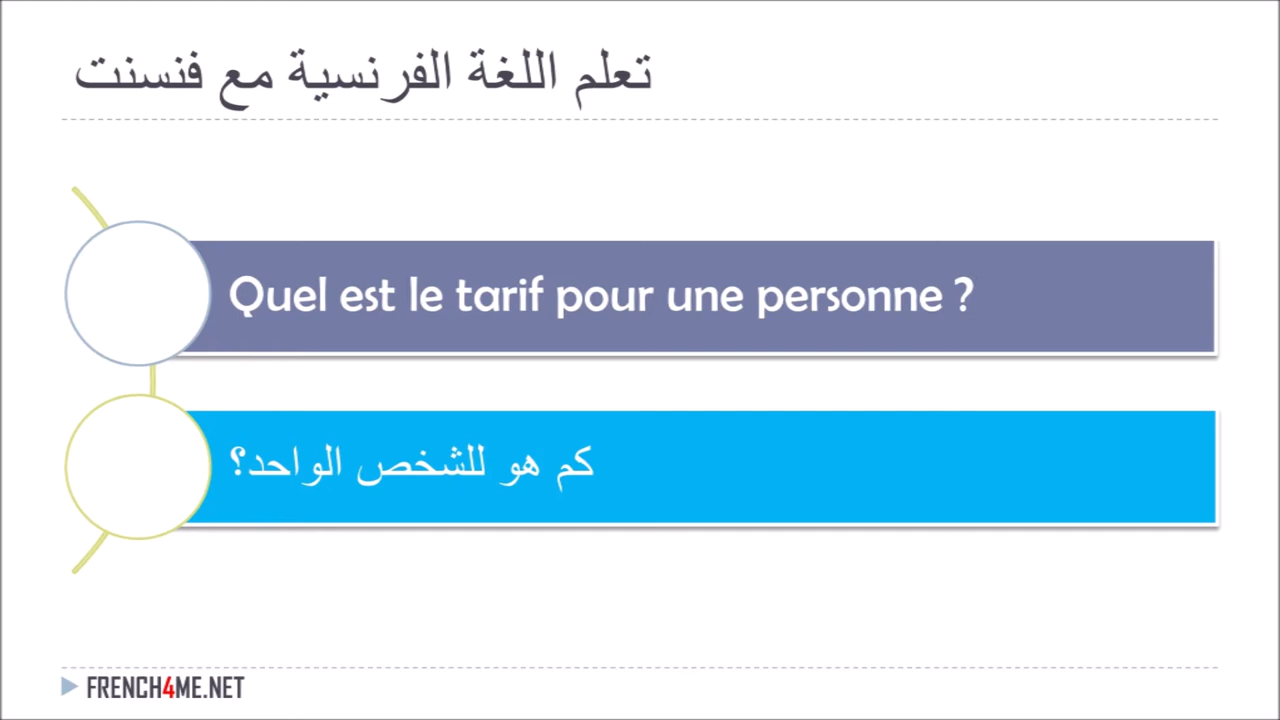 تعلم اللغة الفرنسية مع فنسنت
Quel est le tarif pour une personne ?
كم هو للشخص الواحد؟
FRENCH4ME.NET